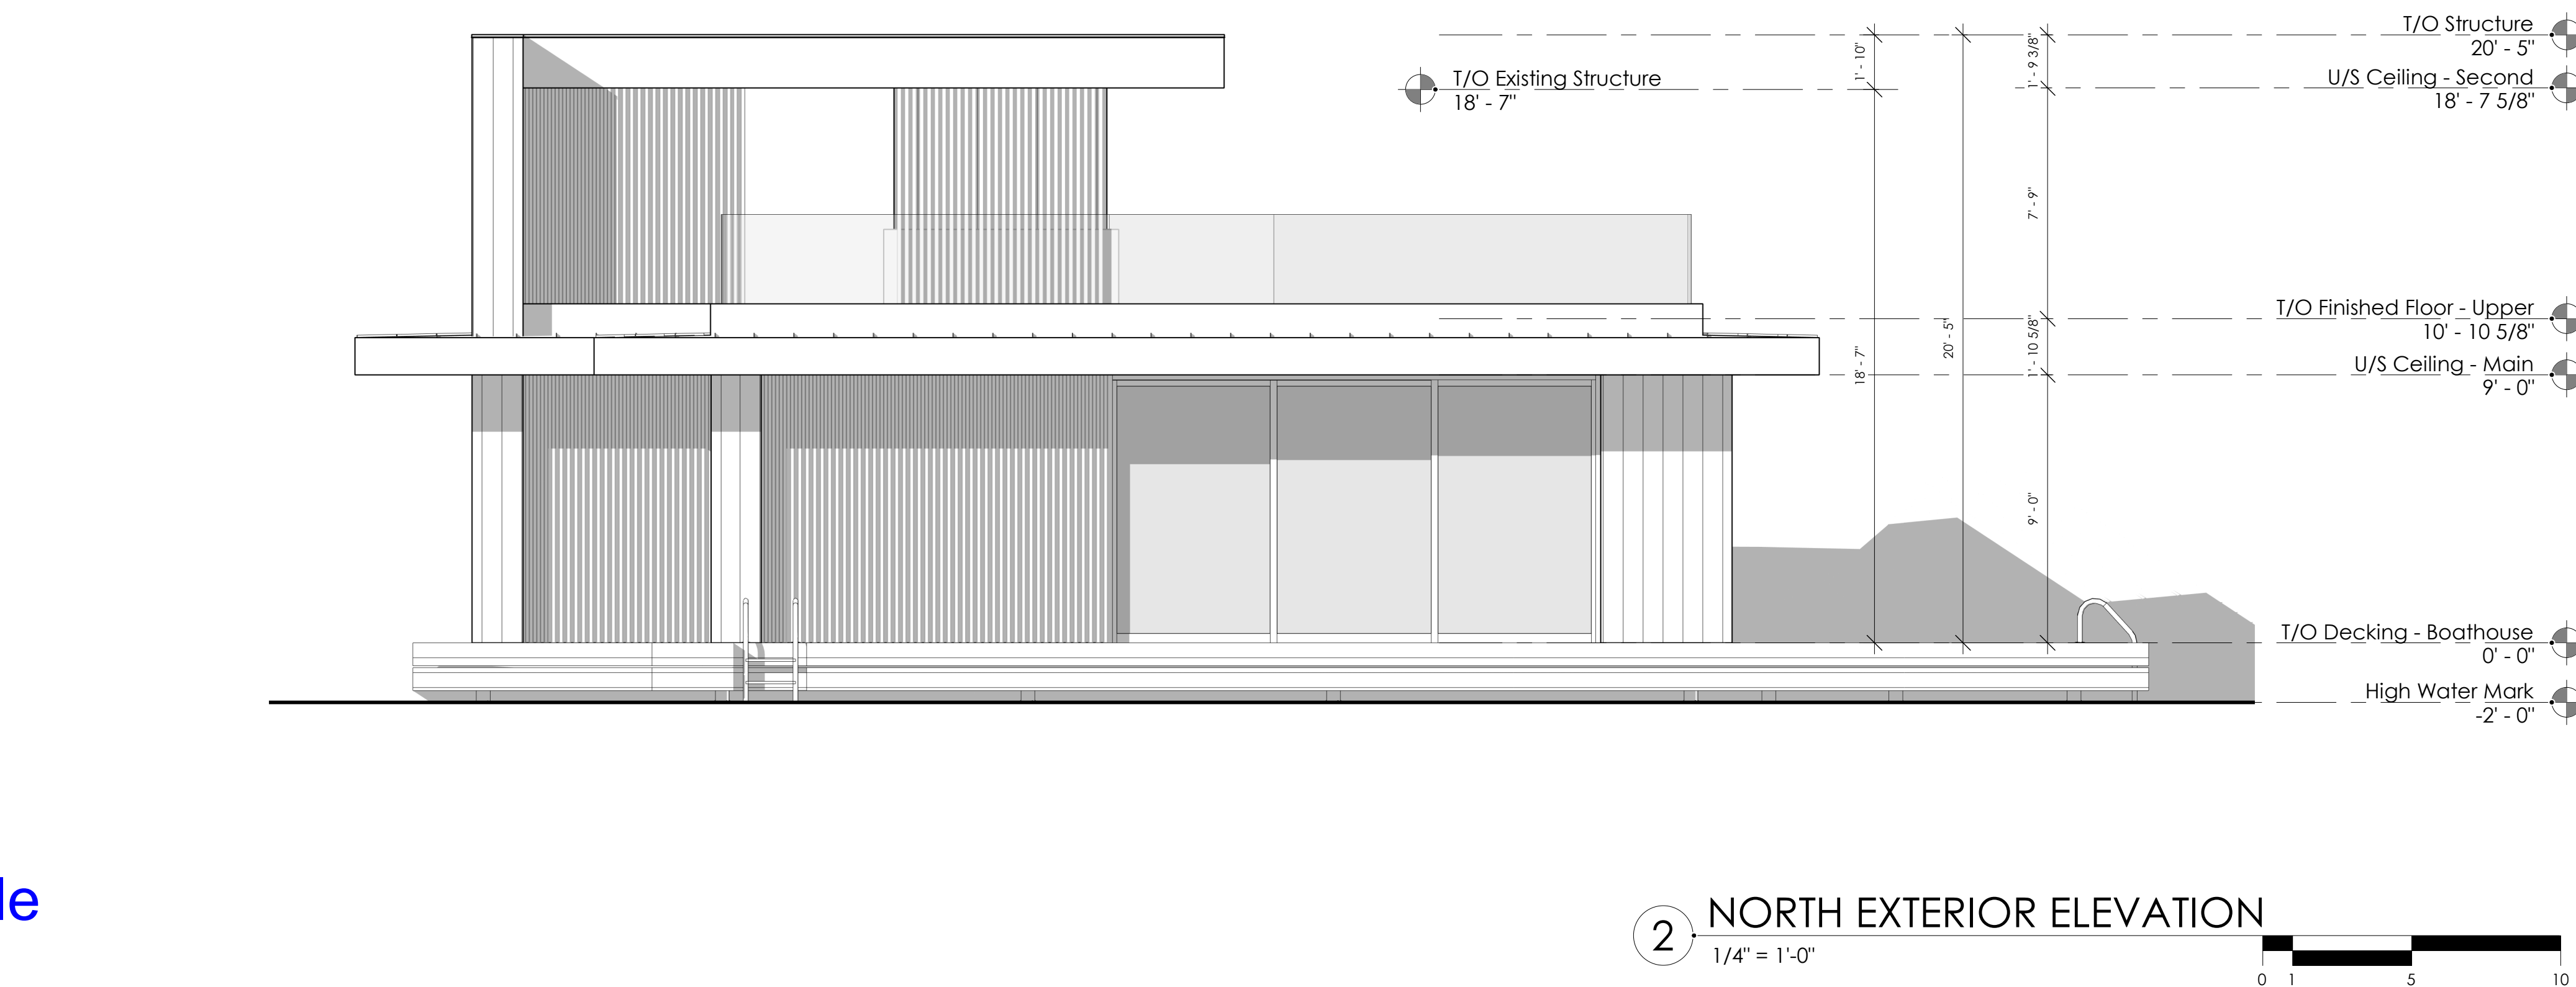 T/O Structure
20' - 5"
T/O Existing Structure
18' - 7"
U/S Ceiling - Second
18' - 7 5/8"
1' - 10"
1' - 9 3/8"
7' - 9"
T/O Finished Floor - Upper
10' - 10 5/8"
18' - 7"
20' - 5"
1' - 10 5/8"
U/S Ceiling - Main
9' - 0"
9' - 0"
T/O Decking - Boathouse
0' - 0"
High Water Mark
-2' - 0"
2
NORTH EXTERIOR ELEVATION
1/4" = 1'-0"
0 1 5 10